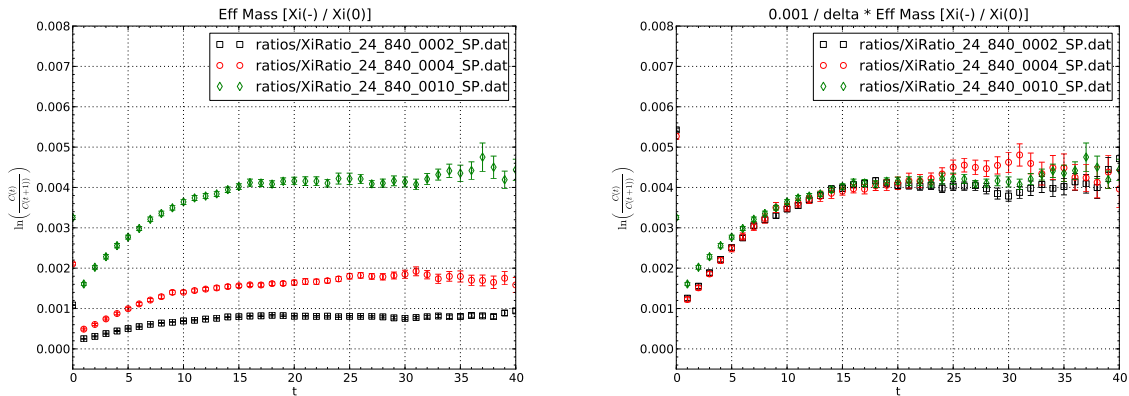 Eff Mass [Xi(-) / Xi(0)]
0.008
0.007
0.006
0.005
0.004
0.003
0.002
0.001
0.000
ln(C(t)/C(t+1))
ratios/XiRatio_24_840_0002_SP.dat
ratios/XiRatio_24_840_0004_SP.dat
ratios/XiRatio_24_840_0010_SP.dat
0 5 10 15 20 25 30 35 40
t
0.001 / delta * Eff Mass [Xi(-) / Xi(0)]
0.008
0.007
0.006
0.005
0.004
0.003
0.002
0.001
0.000
ln(C(t)/C(t+1))
ratios/XiRatio_24_840_0002_SP.dat
ratios/XiRatio_24_840_0004_SP.dat
ratios/XiRatio_24_840_0010_SP.dat
0 5 10 15 20 25 30 35 40
t